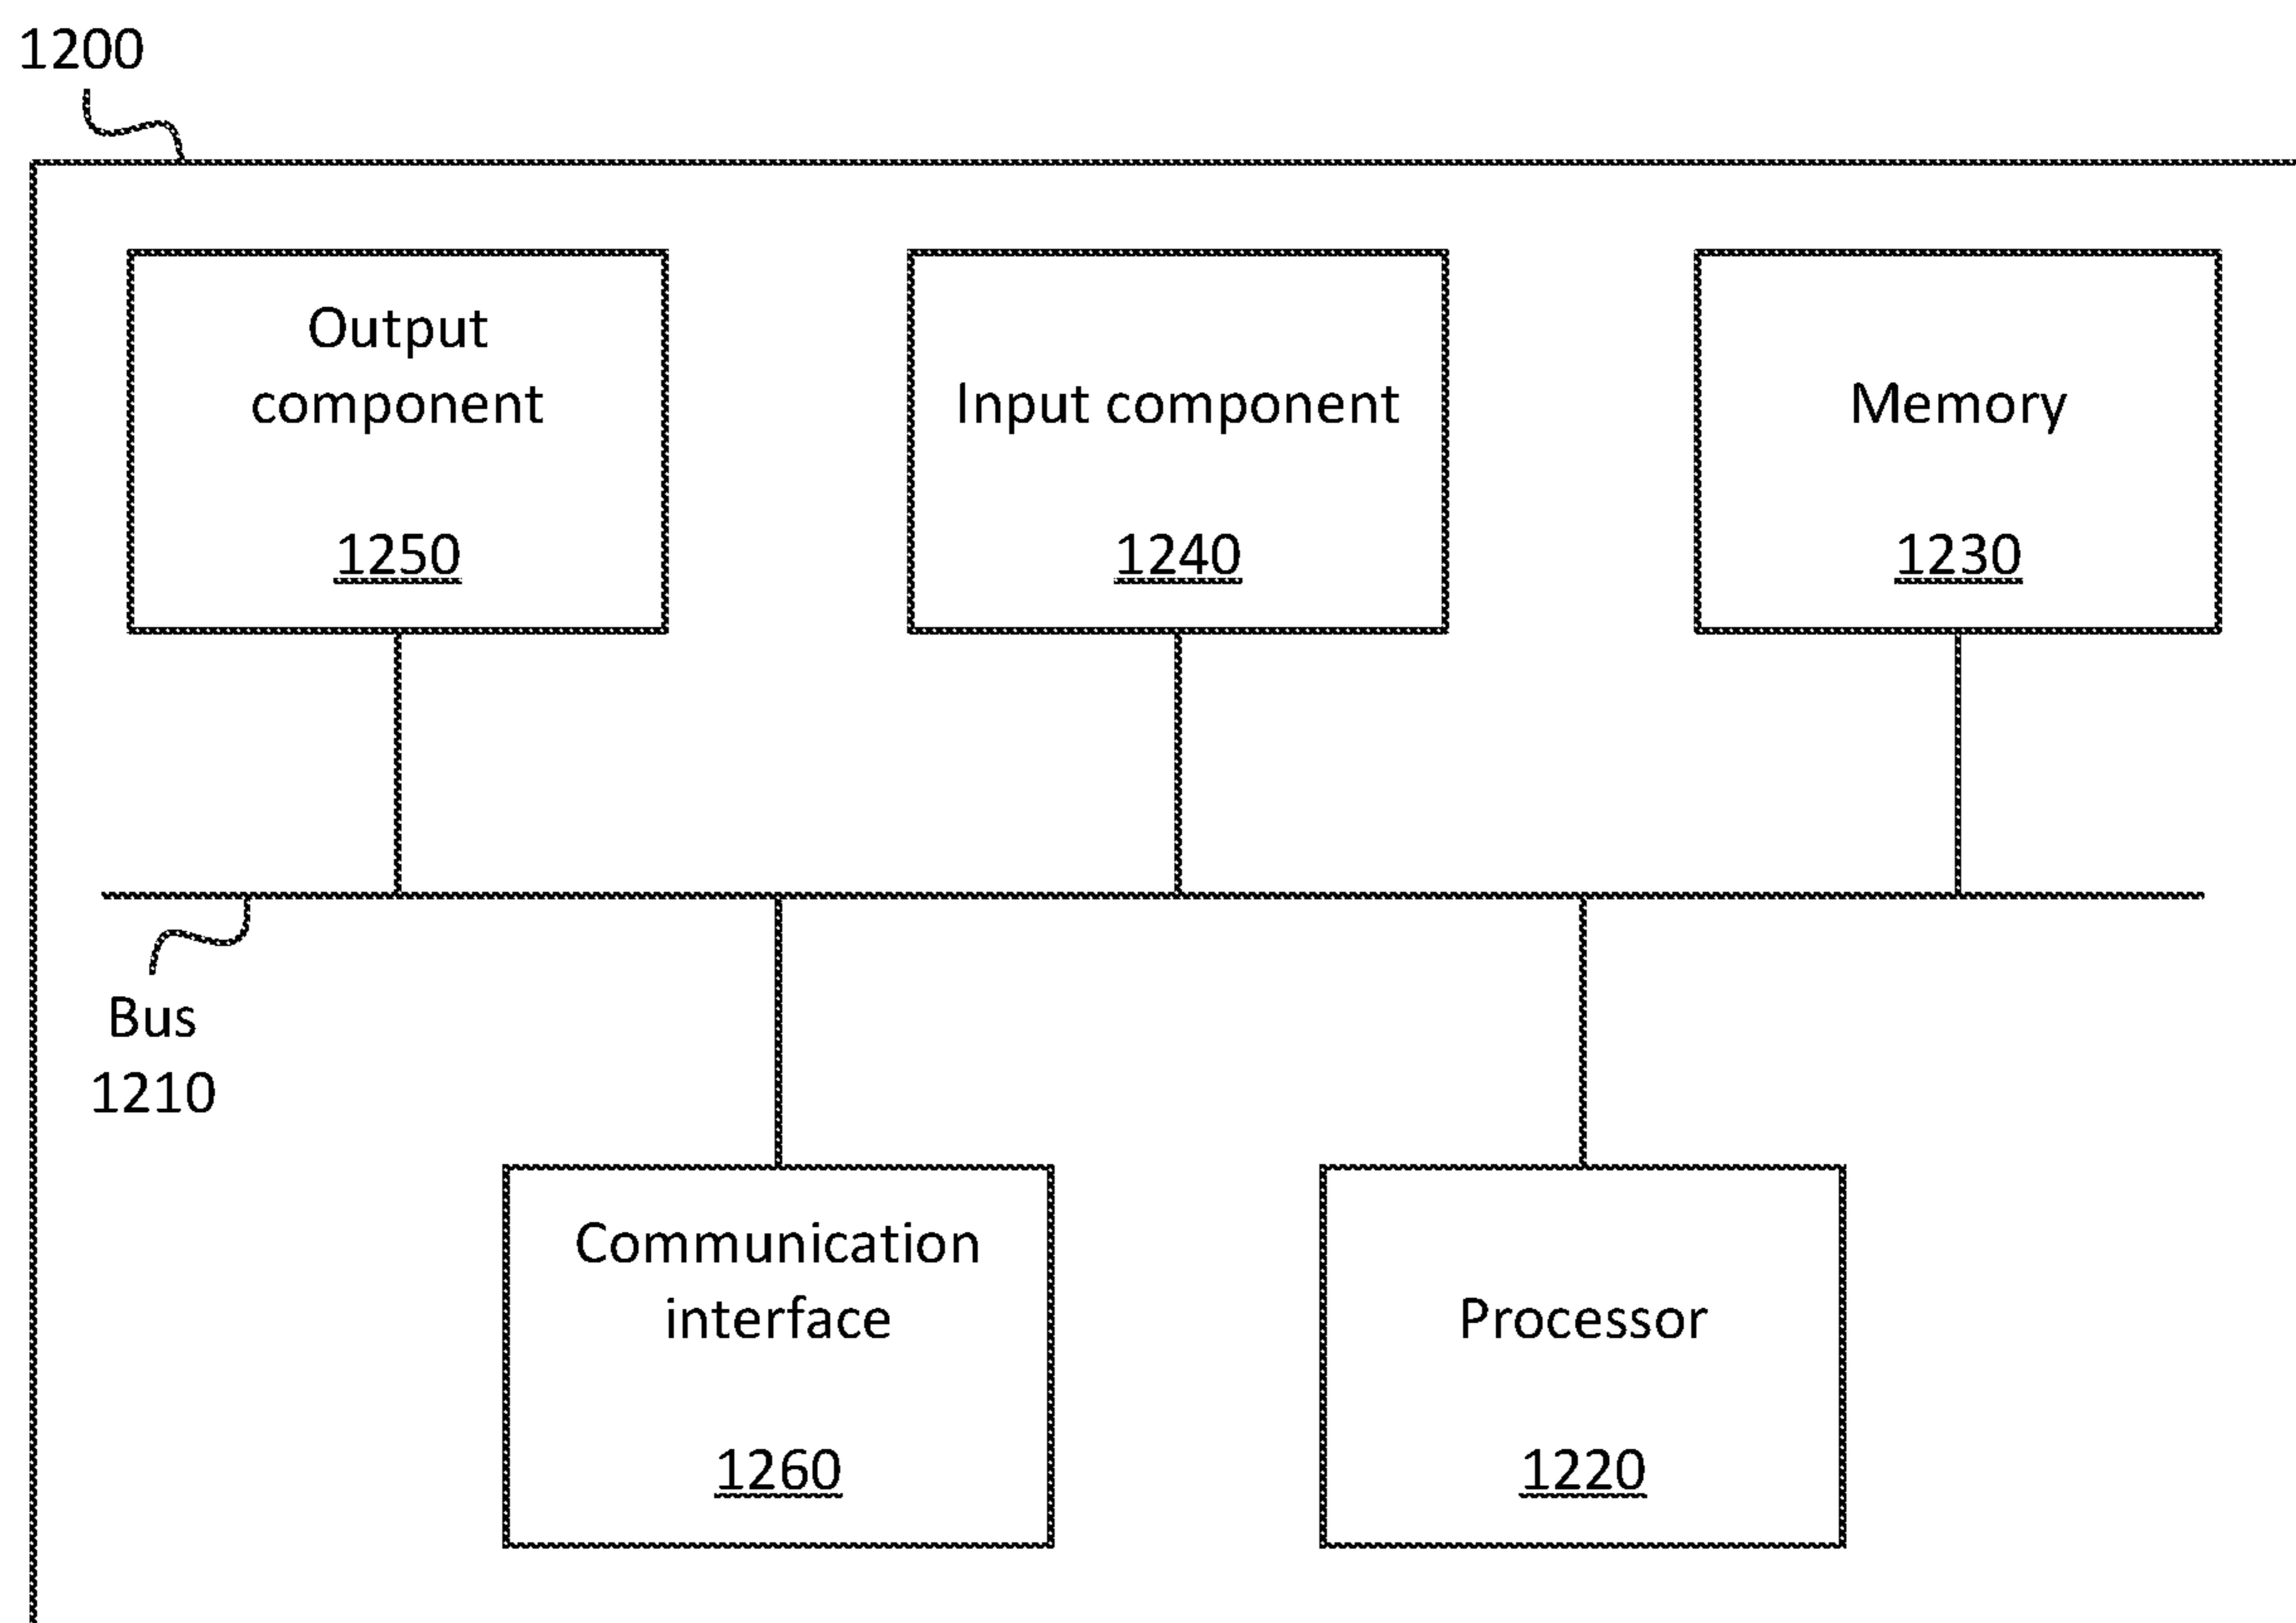 1200
Output
component
1250
Input component
1240
Memory
1230
Bus
1210
Communication
interface
1260
Processor
1220